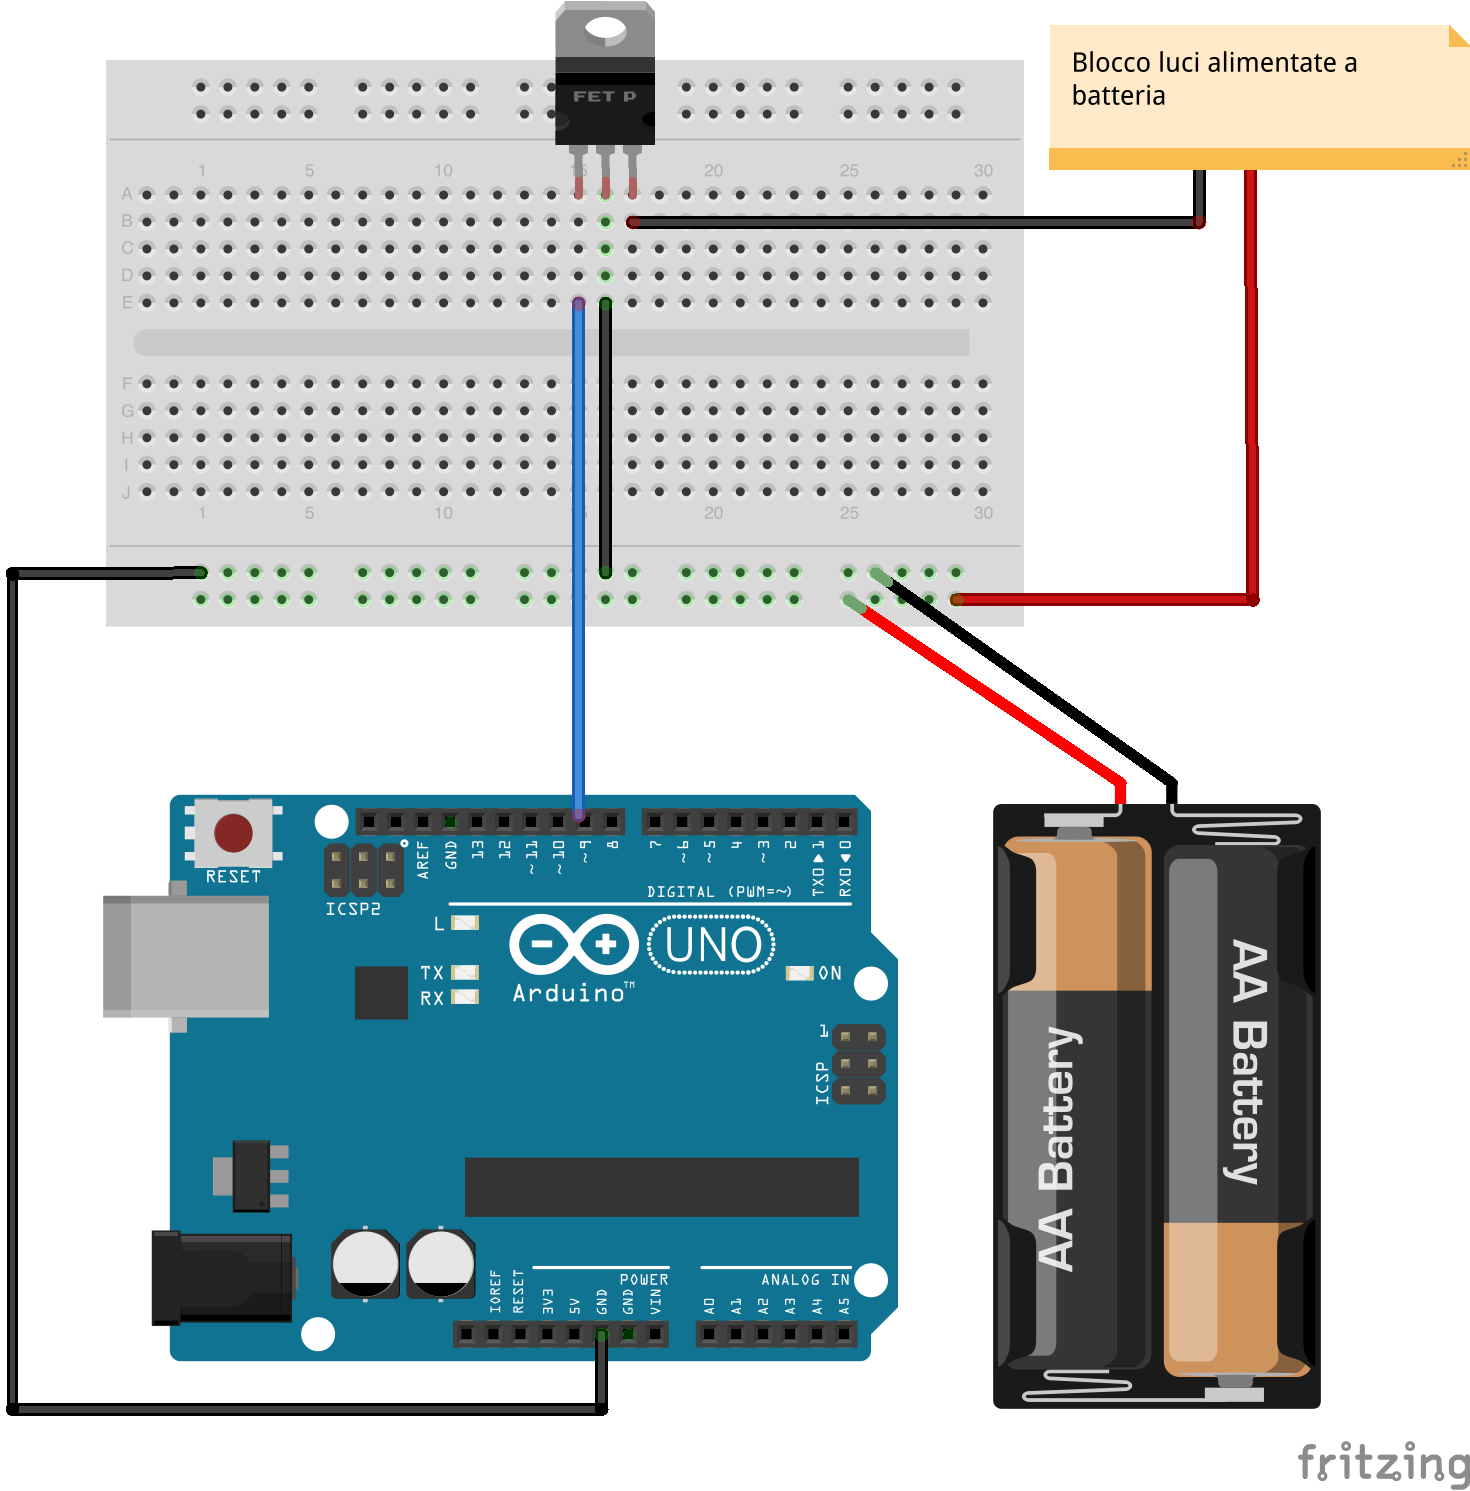 FET P
Blocco luci alimentate a
batteria
1 5 10 15 20 25 30
A
B
C
D
E
F
G
H
I
J
1 5 10 15 20 25 30
RESET
ICSP2
AREF
GND
13
12
~11
~10
~9
8
7
~6
~5
4
~3
2
TX0▶1
RX0◀0
DIGITAL (PWM=~)
L
TX
RX
UNO
ON
Arduino™
1
ICSP
IOREF
RESET
3V3
5V
GND
GND
VIN
POWER
ANALOG IN
A0
A1
A2
A3
A4
A5
AA Battery
AA Battery
fritzing